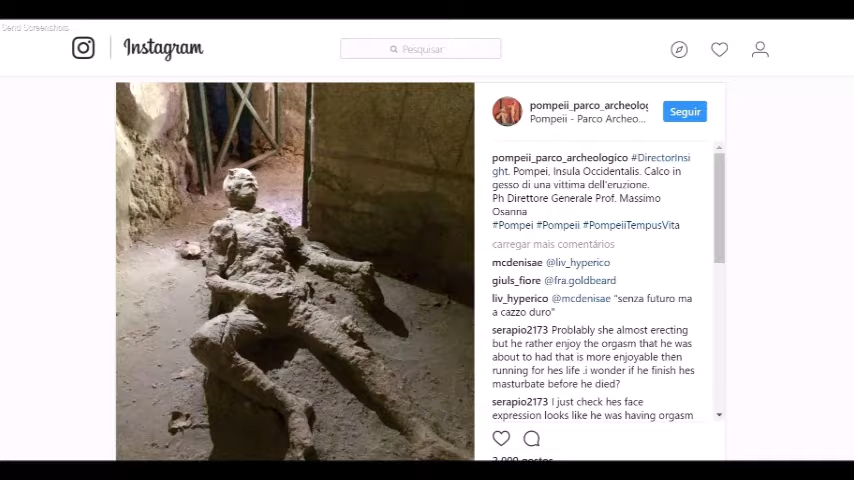 Send Screenshots
Instagram
Pesquisar
pompeii_parco_archeolog
Pompeii - Parco Archeo...
Seguir
pompeii_parco_archeologico #DirectorInsi
ght. Pompei, Insula Occidentalis. Calco in
gesso di una vittima dell'eruzione.
Ph Direttore Generale Prof. Massimo
Osanna
#Pompei #Pompeii #PompeiiTempusVita
carregar mais comentários
mcdenisae @liv_hyperico
giuls_fiore @fra.goldbeard
liv_hyperico @mcdenisae "senza futuro ma
a cazzo duro"
serapio2173 Problably she almost erecting
but he rather enjoy the orgasm that he was
about to had that is more enjoyable then
running for hes life .i wonder if he finish hes
masturbate before he died?
serapio2173 I just check hes face
expression looks like he was having orgasm